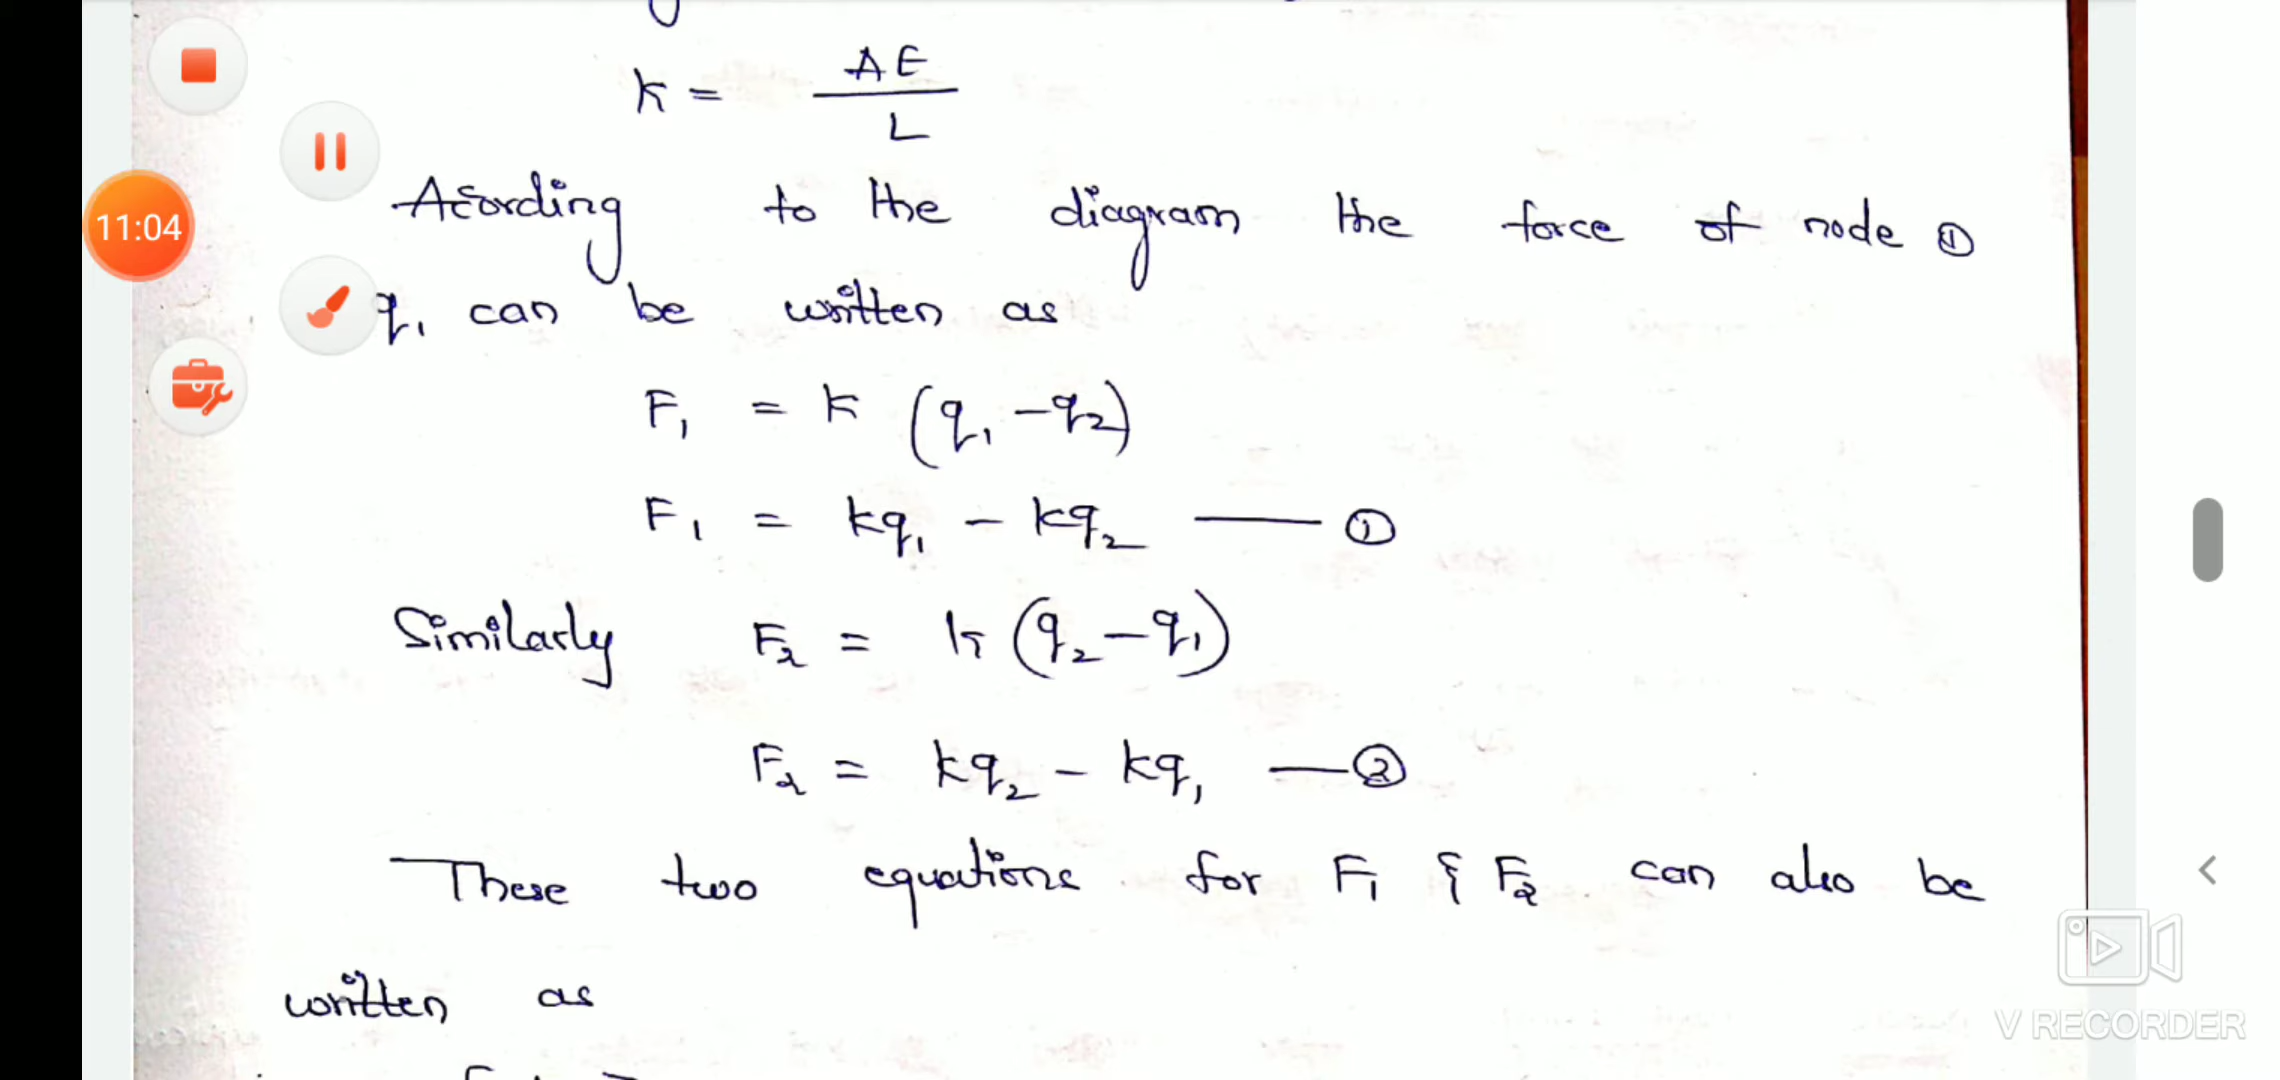 k = AE
L
11:04
Acording to the diagram the force of node ①
q₁ can be written as
F₁ = k (q₁ - q₂)
F₁ = kq₁ - kq₂ —— ①
Similarly F₂ = k (q₂ - q₁)
F₂ = kq₂ - kq₁ — ②
These two equations for F₁ & F₂ can also be
written as
V RECORDER